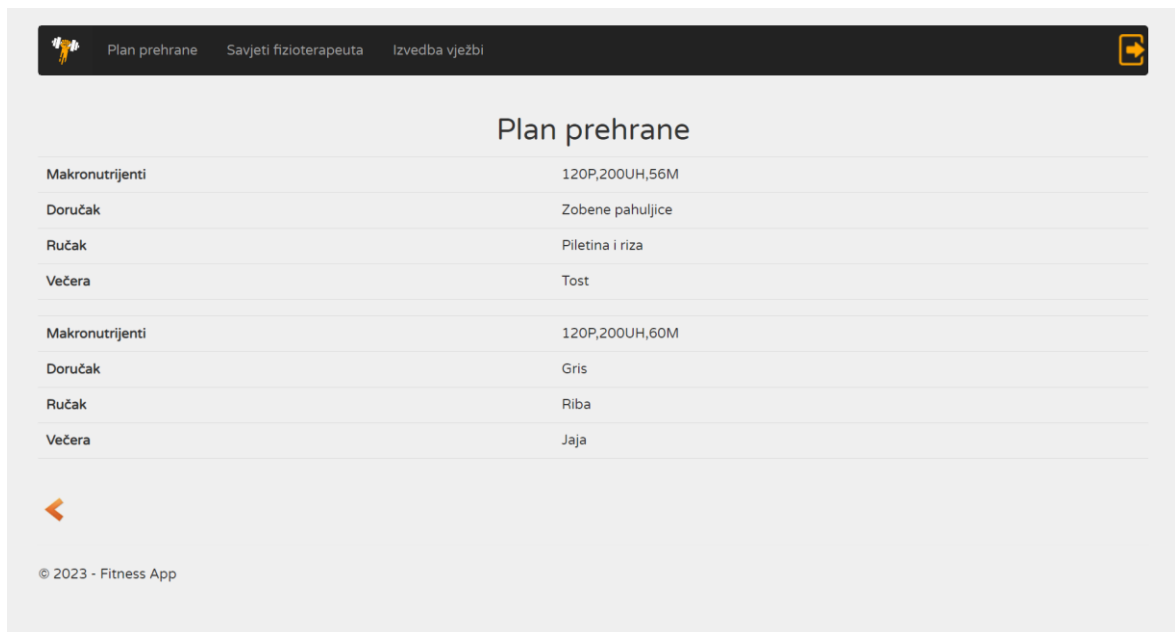 Plan prehrane Savjeti fizioterapeuta Izvedba vježbi
Plan prehrane
Makronutrijenti 120P,200UH,56M
Doručak Zobene pahuljice
Ručak Piletina i riza
Večera Tost
Makronutrijenti 120P,200UH,60M
Doručak Gris
Ručak Riba
Večera Jaja
© 2023 - Fitness App